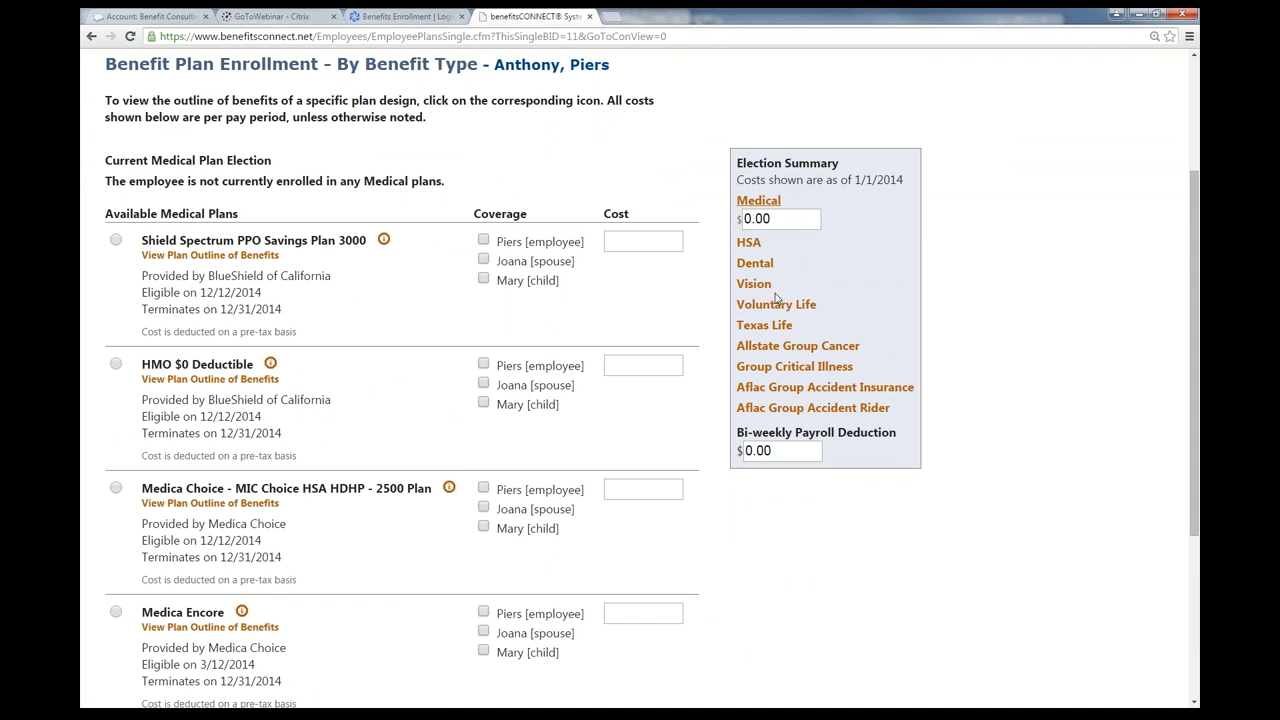 Account: Benefit Consulti
GoToWebinar - Citrix
Benefits Enrollment | Logi
benefitsCONNECT® Syste
https://www.benefitsconnect.net/Employees/EmployeePlansSingle.cfm?ThisSingleBID=11&GoToConView=0
Benefit Plan Enrollment - By Benefit Type - Anthony, Piers
To view the outline of benefits of a specific plan design, click on the corresponding icon. All costs
shown below are per pay period, unless otherwise noted.
Current Medical Plan Election
The employee is not currently enrolled in any Medical plans.
Available Medical Plans Coverage Cost
Shield Spectrum PPO Savings Plan 3000
View Plan Outline of Benefits
Provided by BlueShield of California
Eligible on 12/12/2014
Terminates on 12/31/2014
Cost is deducted on a pre-tax basis
Piers [employee]
Joana [spouse]
Mary [child]
HMO $0 Deductible
View Plan Outline of Benefits
Provided by BlueShield of California
Eligible on 12/12/2014
Terminates on 12/31/2014
Cost is deducted on a pre-tax basis
Piers [employee]
Joana [spouse]
Mary [child]
Medica Choice - MIC Choice HSA HDHP - 2500 Plan
View Plan Outline of Benefits
Provided by Medica Choice
Eligible on 12/12/2014
Terminates on 12/31/2014
Cost is deducted on a pre-tax basis
Piers [employee]
Joana [spouse]
Mary [child]
Medica Encore
View Plan Outline of Benefits
Provided by Medica Choice
Eligible on 3/12/2014
Terminates on 12/31/2014
Cost is deducted on a pre-tax basis
Piers [employee]
Joana [spouse]
Mary [child]
Election Summary
Costs shown are as of 1/1/2014
Medical
$0.00
HSA
Dental
Vision
Voluntary Life
Texas Life
Allstate Group Cancer
Group Critical Illness
Aflac Group Accident Insurance
Aflac Group Accident Rider
Bi-weekly Payroll Deduction
$0.00